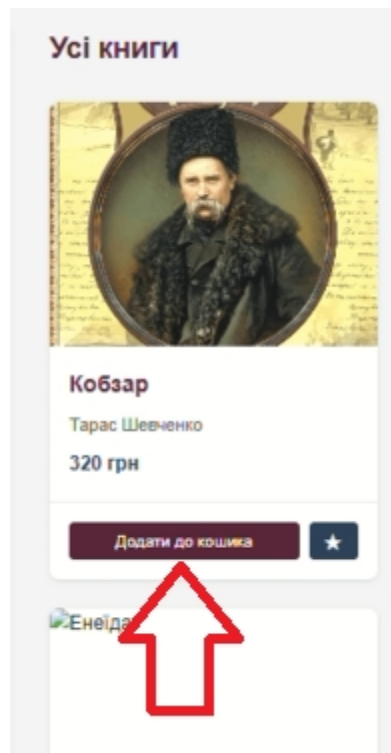 Усі книги
Кобзар
Тарас Шевченко
320 грн
Додати до кошика
Енеїда